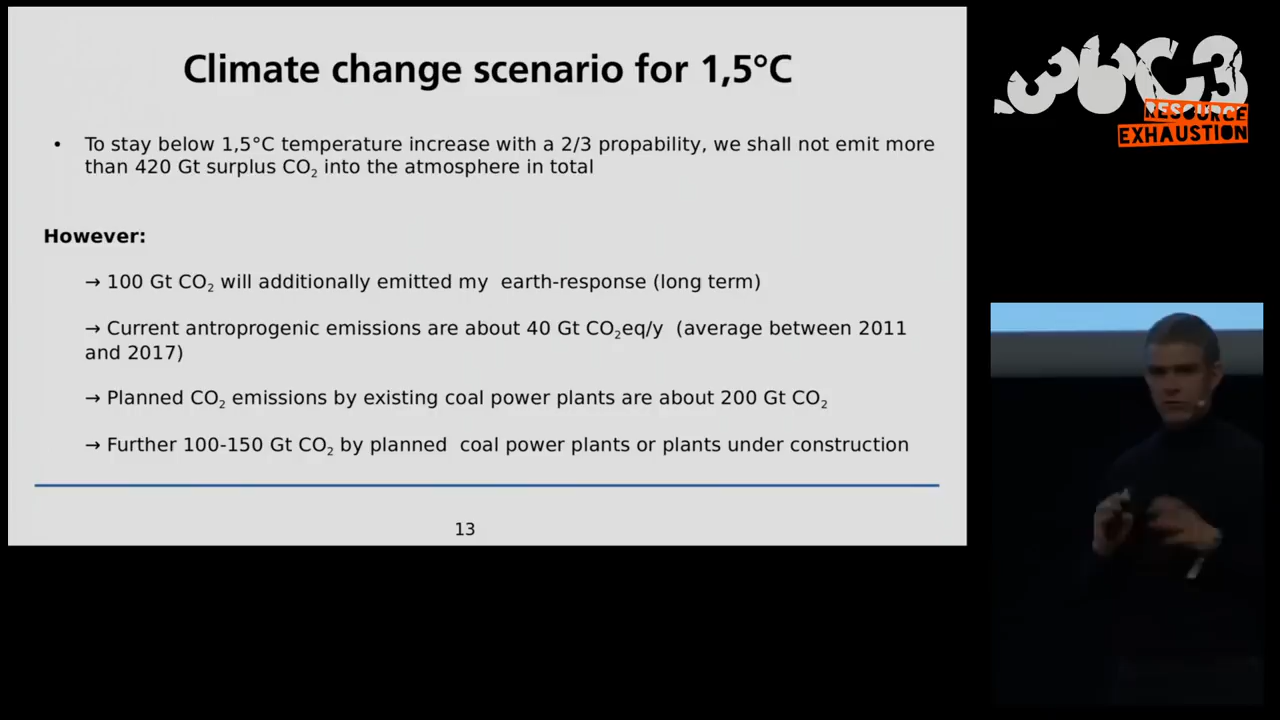 Climate change scenario for 1,5°C
• To stay below 1,5°C temperature increase with a 2/3 propability, we shall not emit more
than 420 Gt surplus CO₂ into the atmosphere in total
However:
→ 100 Gt CO₂ will additionally emitted my earth-response (long term)
→ Current antroprogenic emissions are about 40 Gt CO₂eq/y (average between 2011
and 2017)
→ Planned CO₂ emissions by existing coal power plants are about 200 Gt CO₂
→ Further 100-150 Gt CO₂ by planned coal power plants or plants under construction
13
36C3
RESOURCE
EXHAUSTION